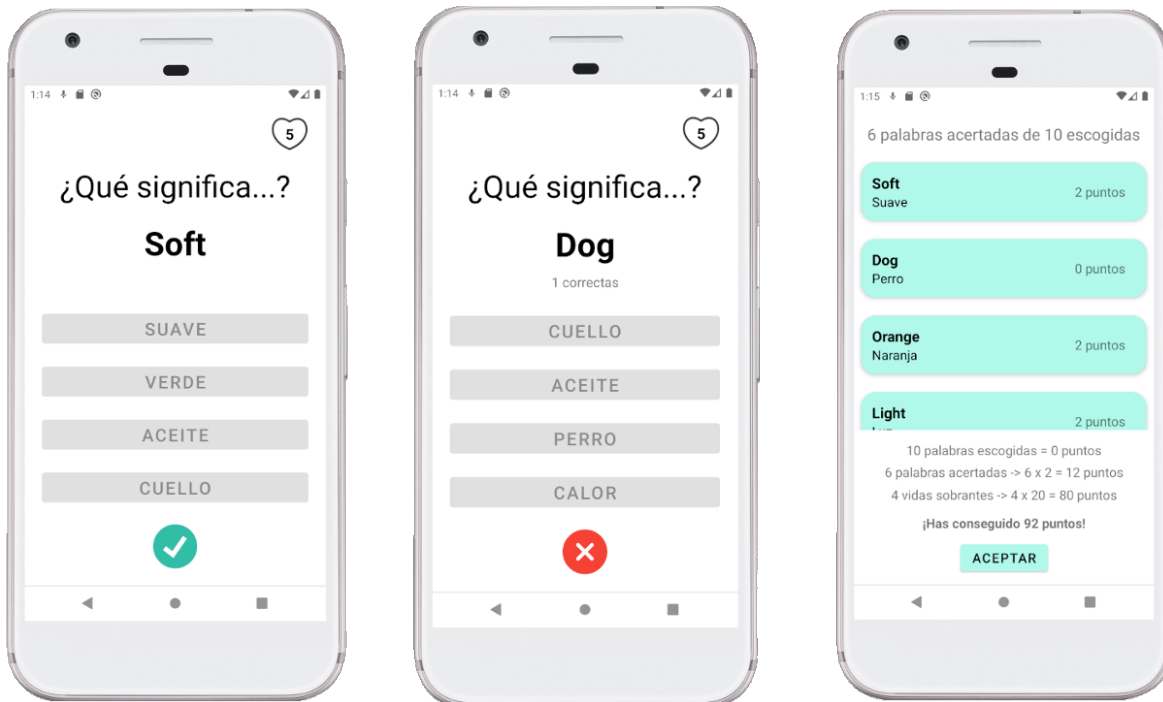 1:14
5
¿Qué significa...?
Soft
SUAVE
VERDE
ACEITE
CUELLO
1:14
5
¿Qué significa...?
Dog
1 correctas
CUELLO
ACEITE
PERRO
CALOR
1:15
6 palabras acertadas de 10 escogidas
Soft
Suave
2 puntos
Dog
Perro
0 puntos
Orange
Naranja
2 puntos
Light
2 puntos
10 palabras escogidas = 0 puntos
6 palabras acertadas -> 6 x 2 = 12 puntos
4 vidas sobrantes -> 4 x 20 = 80 puntos
¡Has conseguido 92 puntos!
ACEPTAR